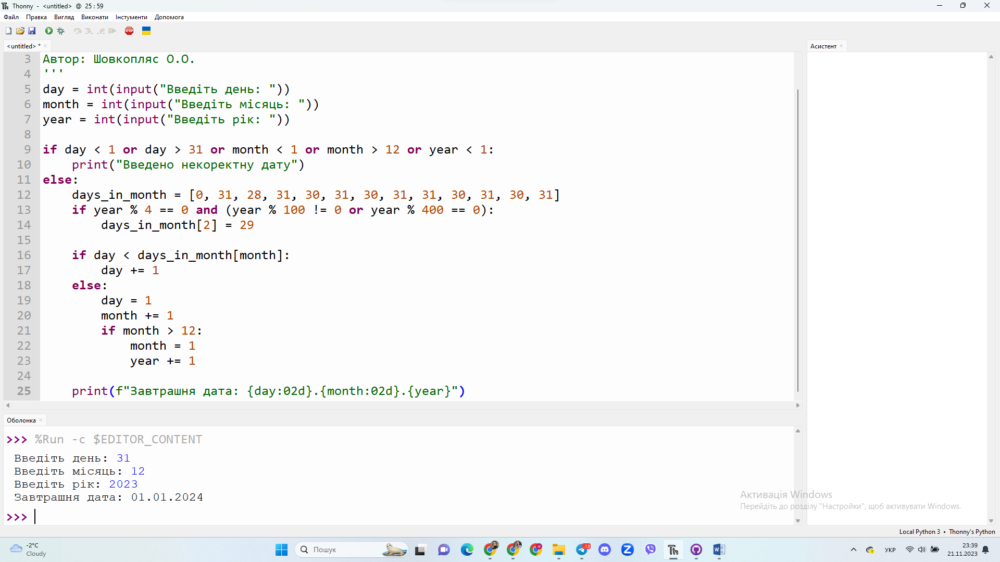 Thonny - <untitled> @ 25 : 59
Файл Правка Вигляд Виконати Інстументи Допомога
STOP
<untitled> *
Асистент
3 Автор: Шовкопляс О.О.
4 '''
5 day = int(input("Введіть день: "))
6 month = int(input("Введіть місяць: "))
7 year = int(input("Введіть рік: "))
8
9 if day < 1 or day > 31 or month < 1 or month > 12 or year < 1:
10     print("Введено некоректну дату")
11 else:
12     days_in_month = [0, 31, 28, 31, 30, 31, 30, 31, 31, 30, 31, 30, 31]
13     if year % 4 == 0 and (year % 100 != 0 or year % 400 == 0):
14         days_in_month[2] = 29
15
16     if day < days_in_month[month]:
17         day += 1
18     else:
19         day = 1
20         month += 1
21         if month > 12:
22             month = 1
23             year += 1
24
25     print(f"Завтрашня дата: {day:02d}.{month:02d}.{year}")
Оболонка
>>> %Run -c $EDITOR_CONTENT
Введіть день: 31
Введіть місяць: 12
Введіть рік: 2023
Завтрашня дата: 01.01.2024
>>>
Активація Windows
Перейдіть до розділу "Настройки", щоб активувати Windows.
Local Python 3 • Thonny's Python
-2°C
Cloudy
Пошук
13
УКР
23:39
21.11.2023